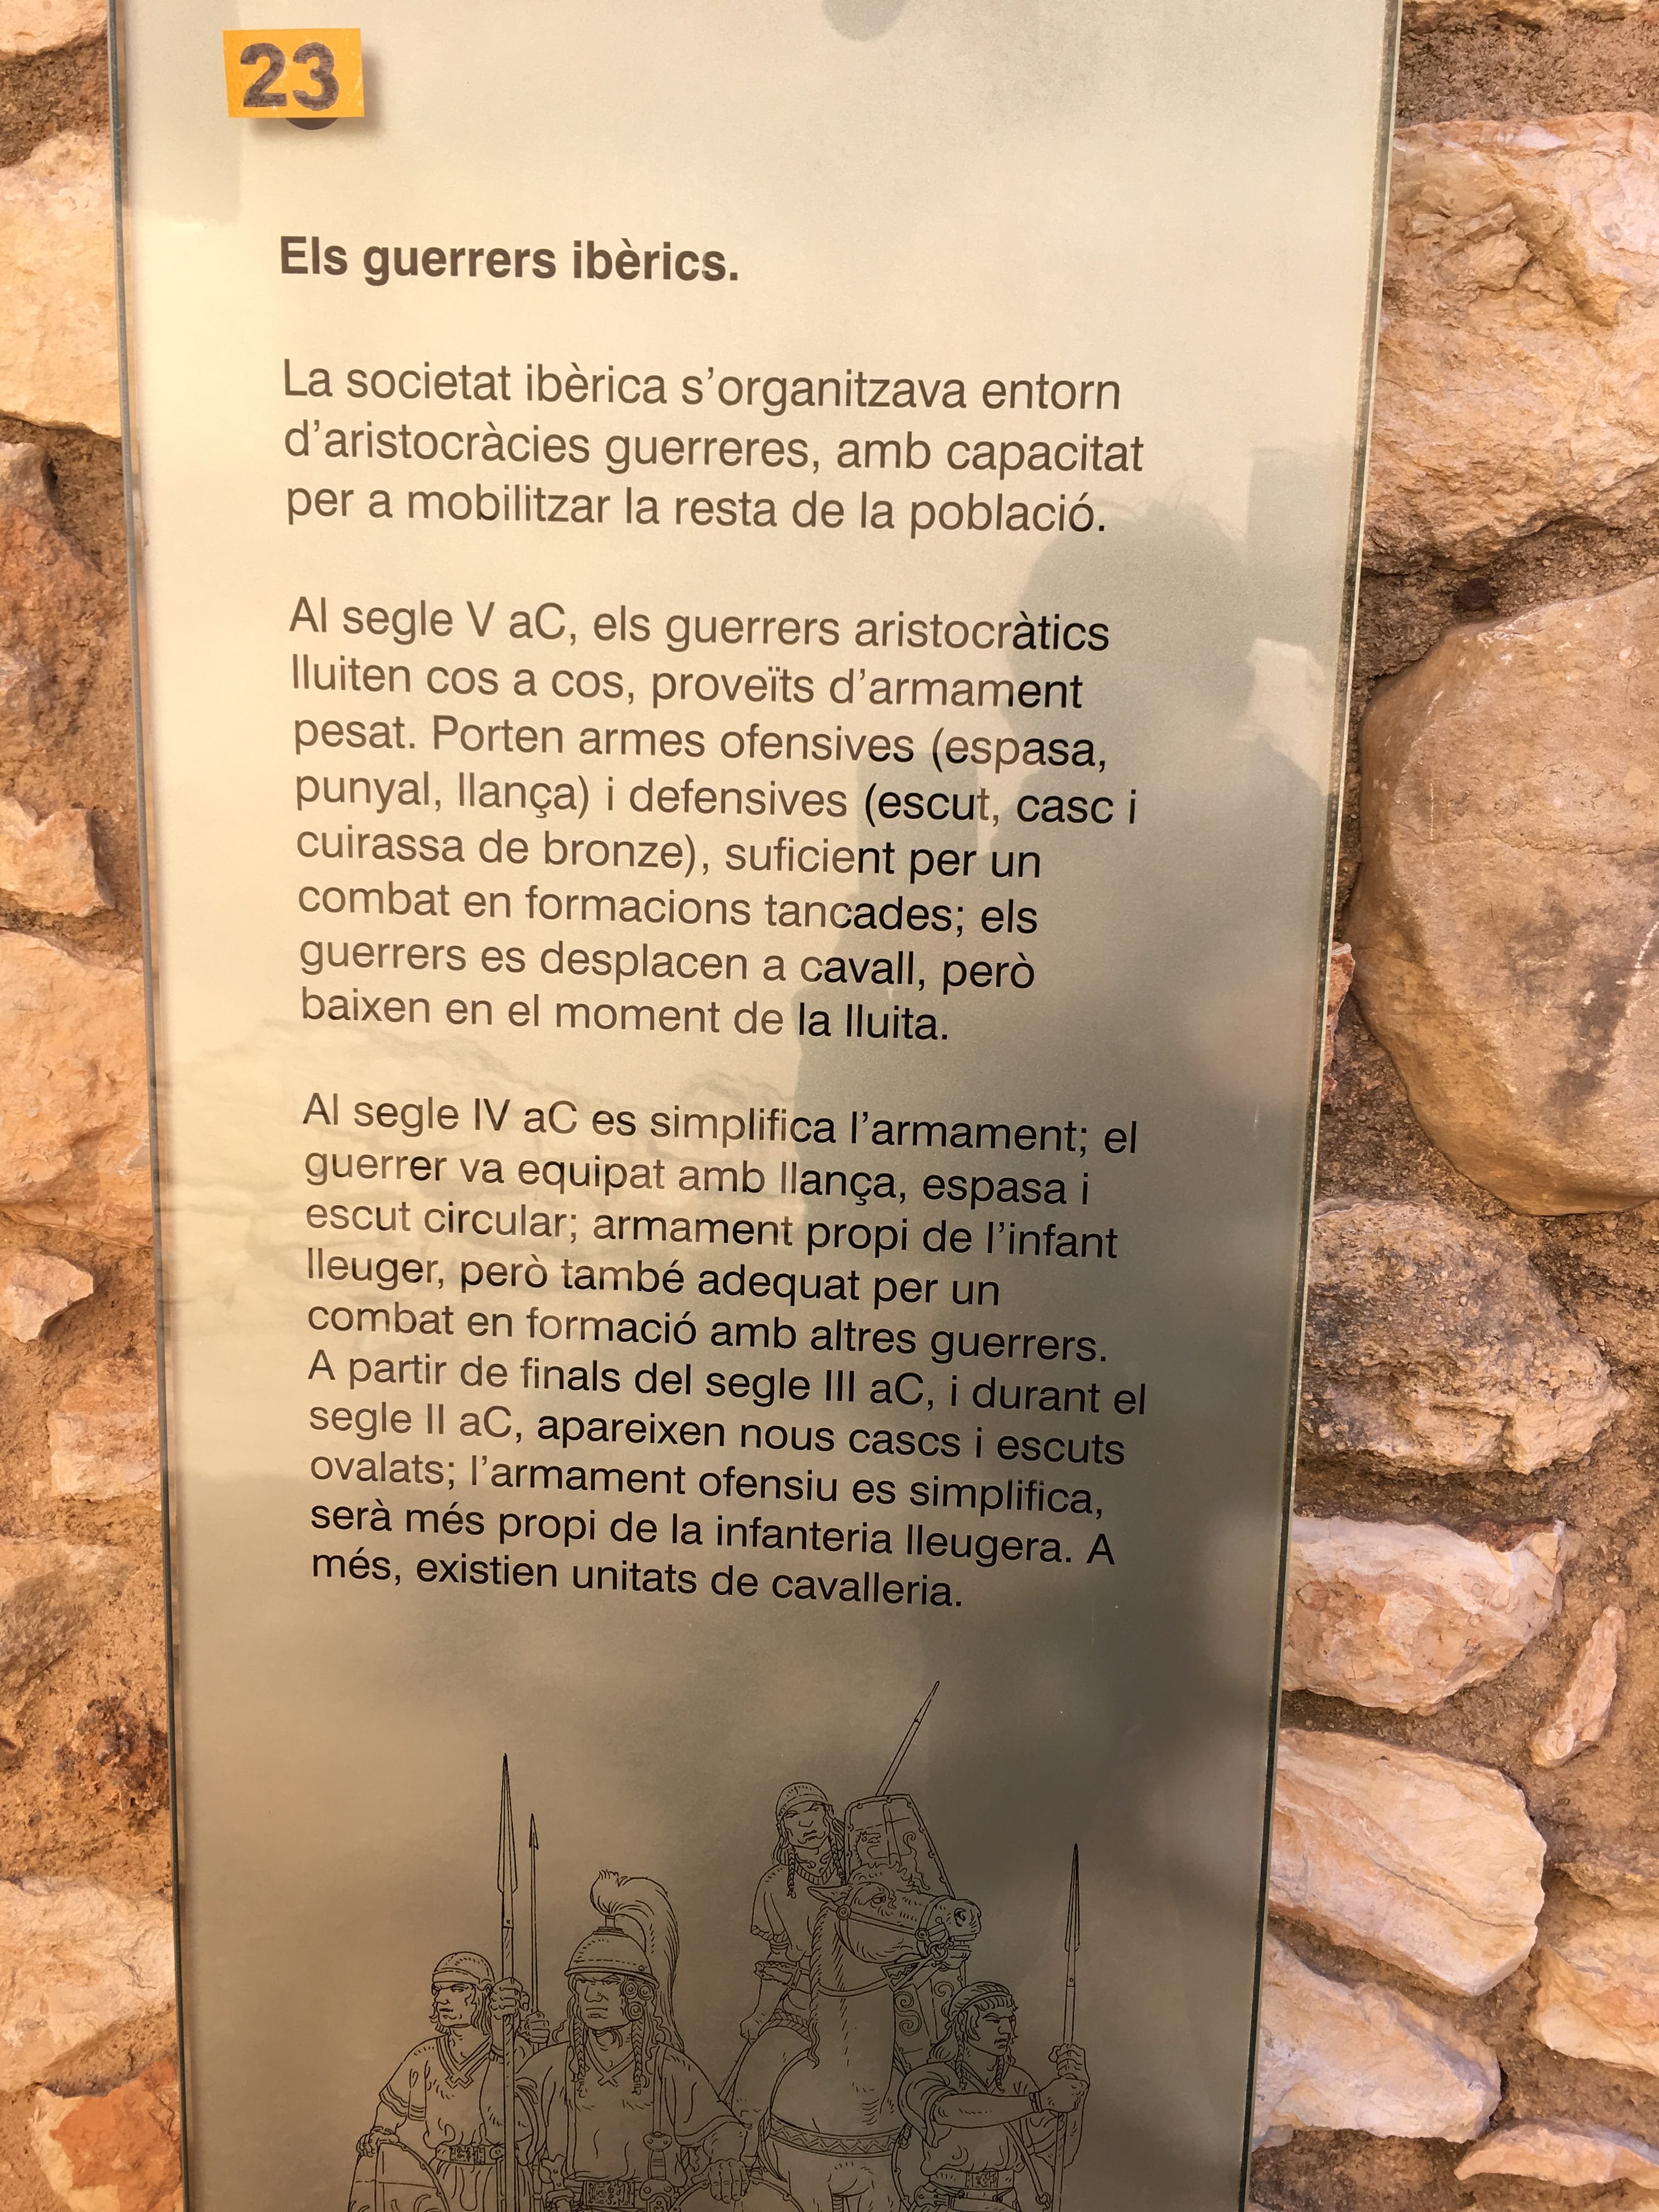 23
Els guerrers ibèrics.
La societat ibèrica s'organitzava entorn
d'aristocràcies guerreres, amb capacitat
per a mobilitzar la resta de la població.
Al segle V aC, els guerrers aristocràtics
lluiten cos a cos, proveïts d'armament
pesat. Porten armes ofensives (espasa,
punyal, llança) i defensives (escut, casc i
cuirassa de bronze), suficient per un
combat en formacions tancades; els
guerrers es desplacen a cavall, però
baixen en el moment de la lluita.
Al segle IV aC es simplifica l'armament; el
guerrer va equipat amb llança, espasa i
escut circular; armament propi de l'infant
lleuger, però també adequat per un
combat en formació amb altres guerrers.
A partir de finals del segle III aC, i durant el
segle II aC, apareixen nous cascs i escuts
ovalats; l'armament ofensiu es simplifica,
serà més propi de la infanteria lleugera. A
més, existien unitats de cavalleria.